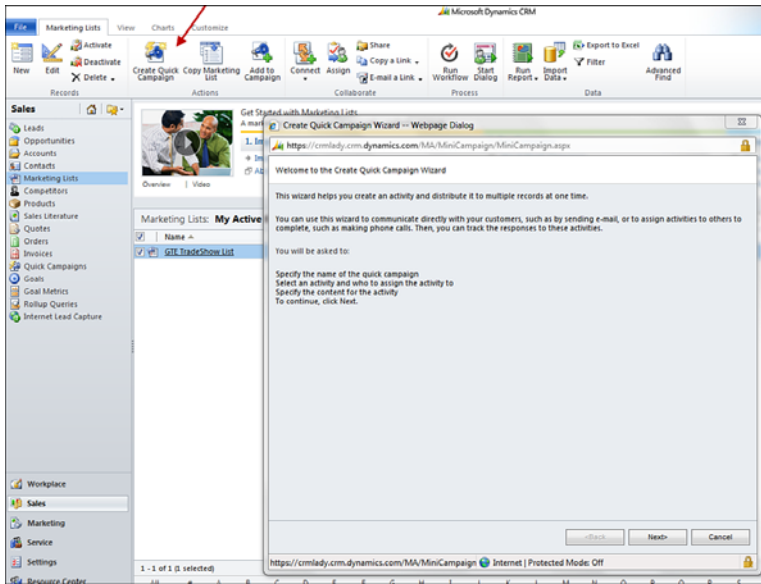 Microsoft Dynamics CRM
File Marketing Lists View Charts Customize
New
Edit
Activate
Deactivate
Delete
Records
Create Quick Campaign
Copy Marketing List
Add to Campaign
Actions
Connect
Assign
Share
Copy a Link
E-mail a Link
Collaborate
Run Workflow
Start Dialog
Process
Run Report
Import Data
Export to Excel
Filter
Advanced Find
Data
Sales
Leads
Opportunities
Accounts
Contacts
Marketing Lists
Competitors
Products
Sales Literature
Quotes
Orders
Invoices
Quick Campaigns
Goals
Goal Metrics
Rollup Queries
Internet Lead Capture
Workplace
Sales
Marketing
Service
Settings
Resource Center
Get Started with Marketing Lists
A mark
1. Im
Im
Ab
Overview | Video
Marketing Lists: My Active
Name
GTE TradeShow List
1 - 1 of 1 (1 selected)
All # A B C D E F G H I J K L M N O P Q R
Create Quick Campaign Wizard -- Webpage Dialog
https://crmlady.crm.dynamics.com/MA/MiniCampaign/MiniCampaign.aspx
Welcome to the Create Quick Campaign Wizard
This wizard helps you create an activity and distribute it to multiple records at one time.
You can use this wizard to communicate directly with your customers, such as by sending e-mail, or to assign activities to others to
complete, such as making phone calls. Then, you can track the responses to these activities.
You will be asked to:
Specify the name of the quick campaign
Select an activity and who to assign the activity to
Specify the content for the activity
To continue, click Next.
<Back Next> Cancel
https://crmlady.crm.dynamics.com/MA/MiniCampaign Internet | Protected Mode: Off